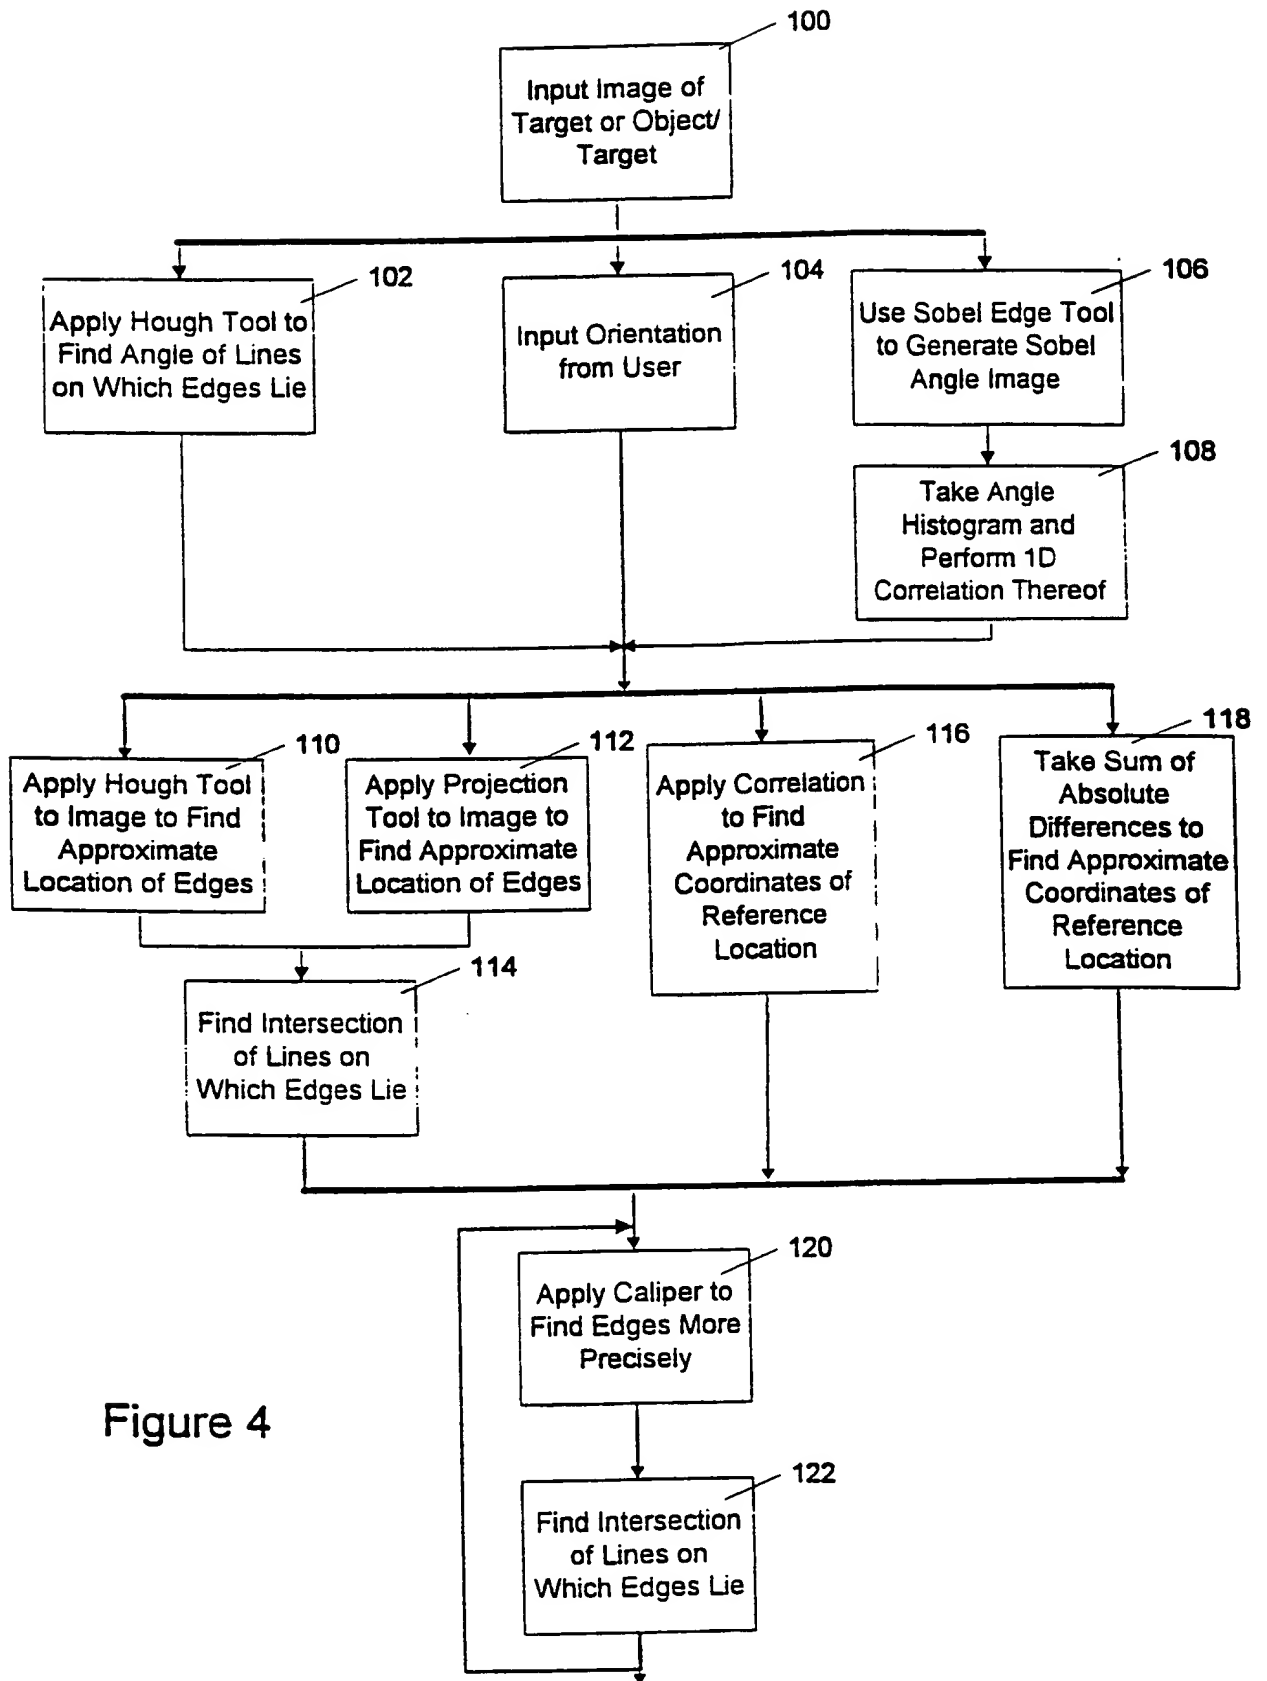 100
Input Image of
Target or Object/
Target
102
Apply Hough Tool to
Find Angle of Lines
on Which Edges Lie
104
Input Orientation
from User
106
Use Sobel Edge Tool
to Generate Sobel
Angle Image
108
Take Angle
Histogram and
Perform 1D
Correlation Thereof
110
Apply Hough Tool
to Image to Find
Approximate
Location of Edges
112
Apply Projection
Tool to Image to
Find Approximate
Location of Edges
116
Apply Correlation
to Find
Approximate
Coordinates of
Reference
Location
118
Take Sum of
Absolute
Differences to
Find Approximate
Coordinates of
Reference
Location
114
Find Intersection
of Lines on
Which Edges Lie
120
Apply Caliper to
Find Edges More
Precisely
122
Find Intersection
of Lines on
Which Edges Lie
Figure 4